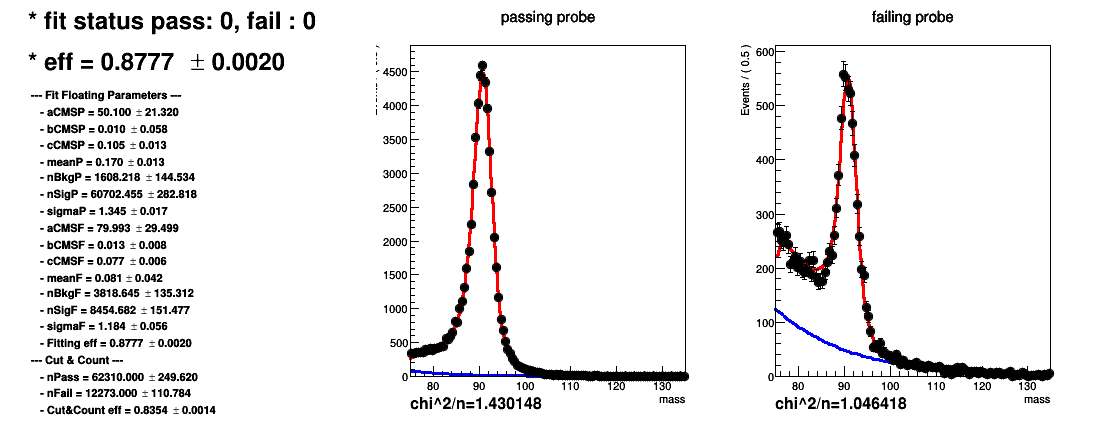 * fit status pass: 0, fail : 0
* eff = 0.8777 ± 0.0020
--- Fit Floating Parameters ---
- aCMSP = 50.100 ± 21.320
- bCMSP = 0.010 ± 0.058
- cCMSP = 0.105 ± 0.013
- meanP = 0.170 ± 0.013
- nBkgP = 1608.218 ± 144.534
- nSigP = 60702.455 ± 282.818
- sigmaP = 1.345 ± 0.017
- aCMSF = 79.993 ± 29.499
- bCMSF = 0.013 ± 0.008
- cCMSF = 0.077 ± 0.006
- meanF = 0.081 ± 0.042
- nBkgF = 3818.645 ± 135.312
- nSigF = 8454.682 ± 151.477
- sigmaF = 1.184 ± 0.056
- Fitting eff = 0.8777 ± 0.0020
--- Cut & Count ---
- nPass = 62310.000 ± 249.620
- nFail = 12273.000 ± 110.784
- Cut&Count eff = 0.8354 ± 0.0014
passing probe
4500
4000
3500
3000
2500
2000
1500
1000
500
0
80 90 100 110 120 130
mass
chi^2/n=1.430148
failing probe
Events / ( 0.5 )
600
500
400
300
200
100
0
80 90 100 110 120 130
mass
chi^2/n=1.046418